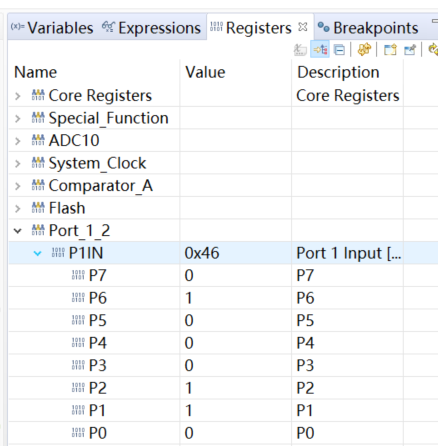 Variables Expressions Registers Breakpoints
Name Value Description
Core Registers Core Registers
Special_Function
ADC10
System_Clock
Comparator_A
Flash
Port_1_2
P1IN 0x46 Port 1 Input [...
P7 0 P7
P6 1 P6
P5 0 P5
P4 0 P4
P3 0 P3
P2 1 P2
P1 1 P1
P0 0 P0